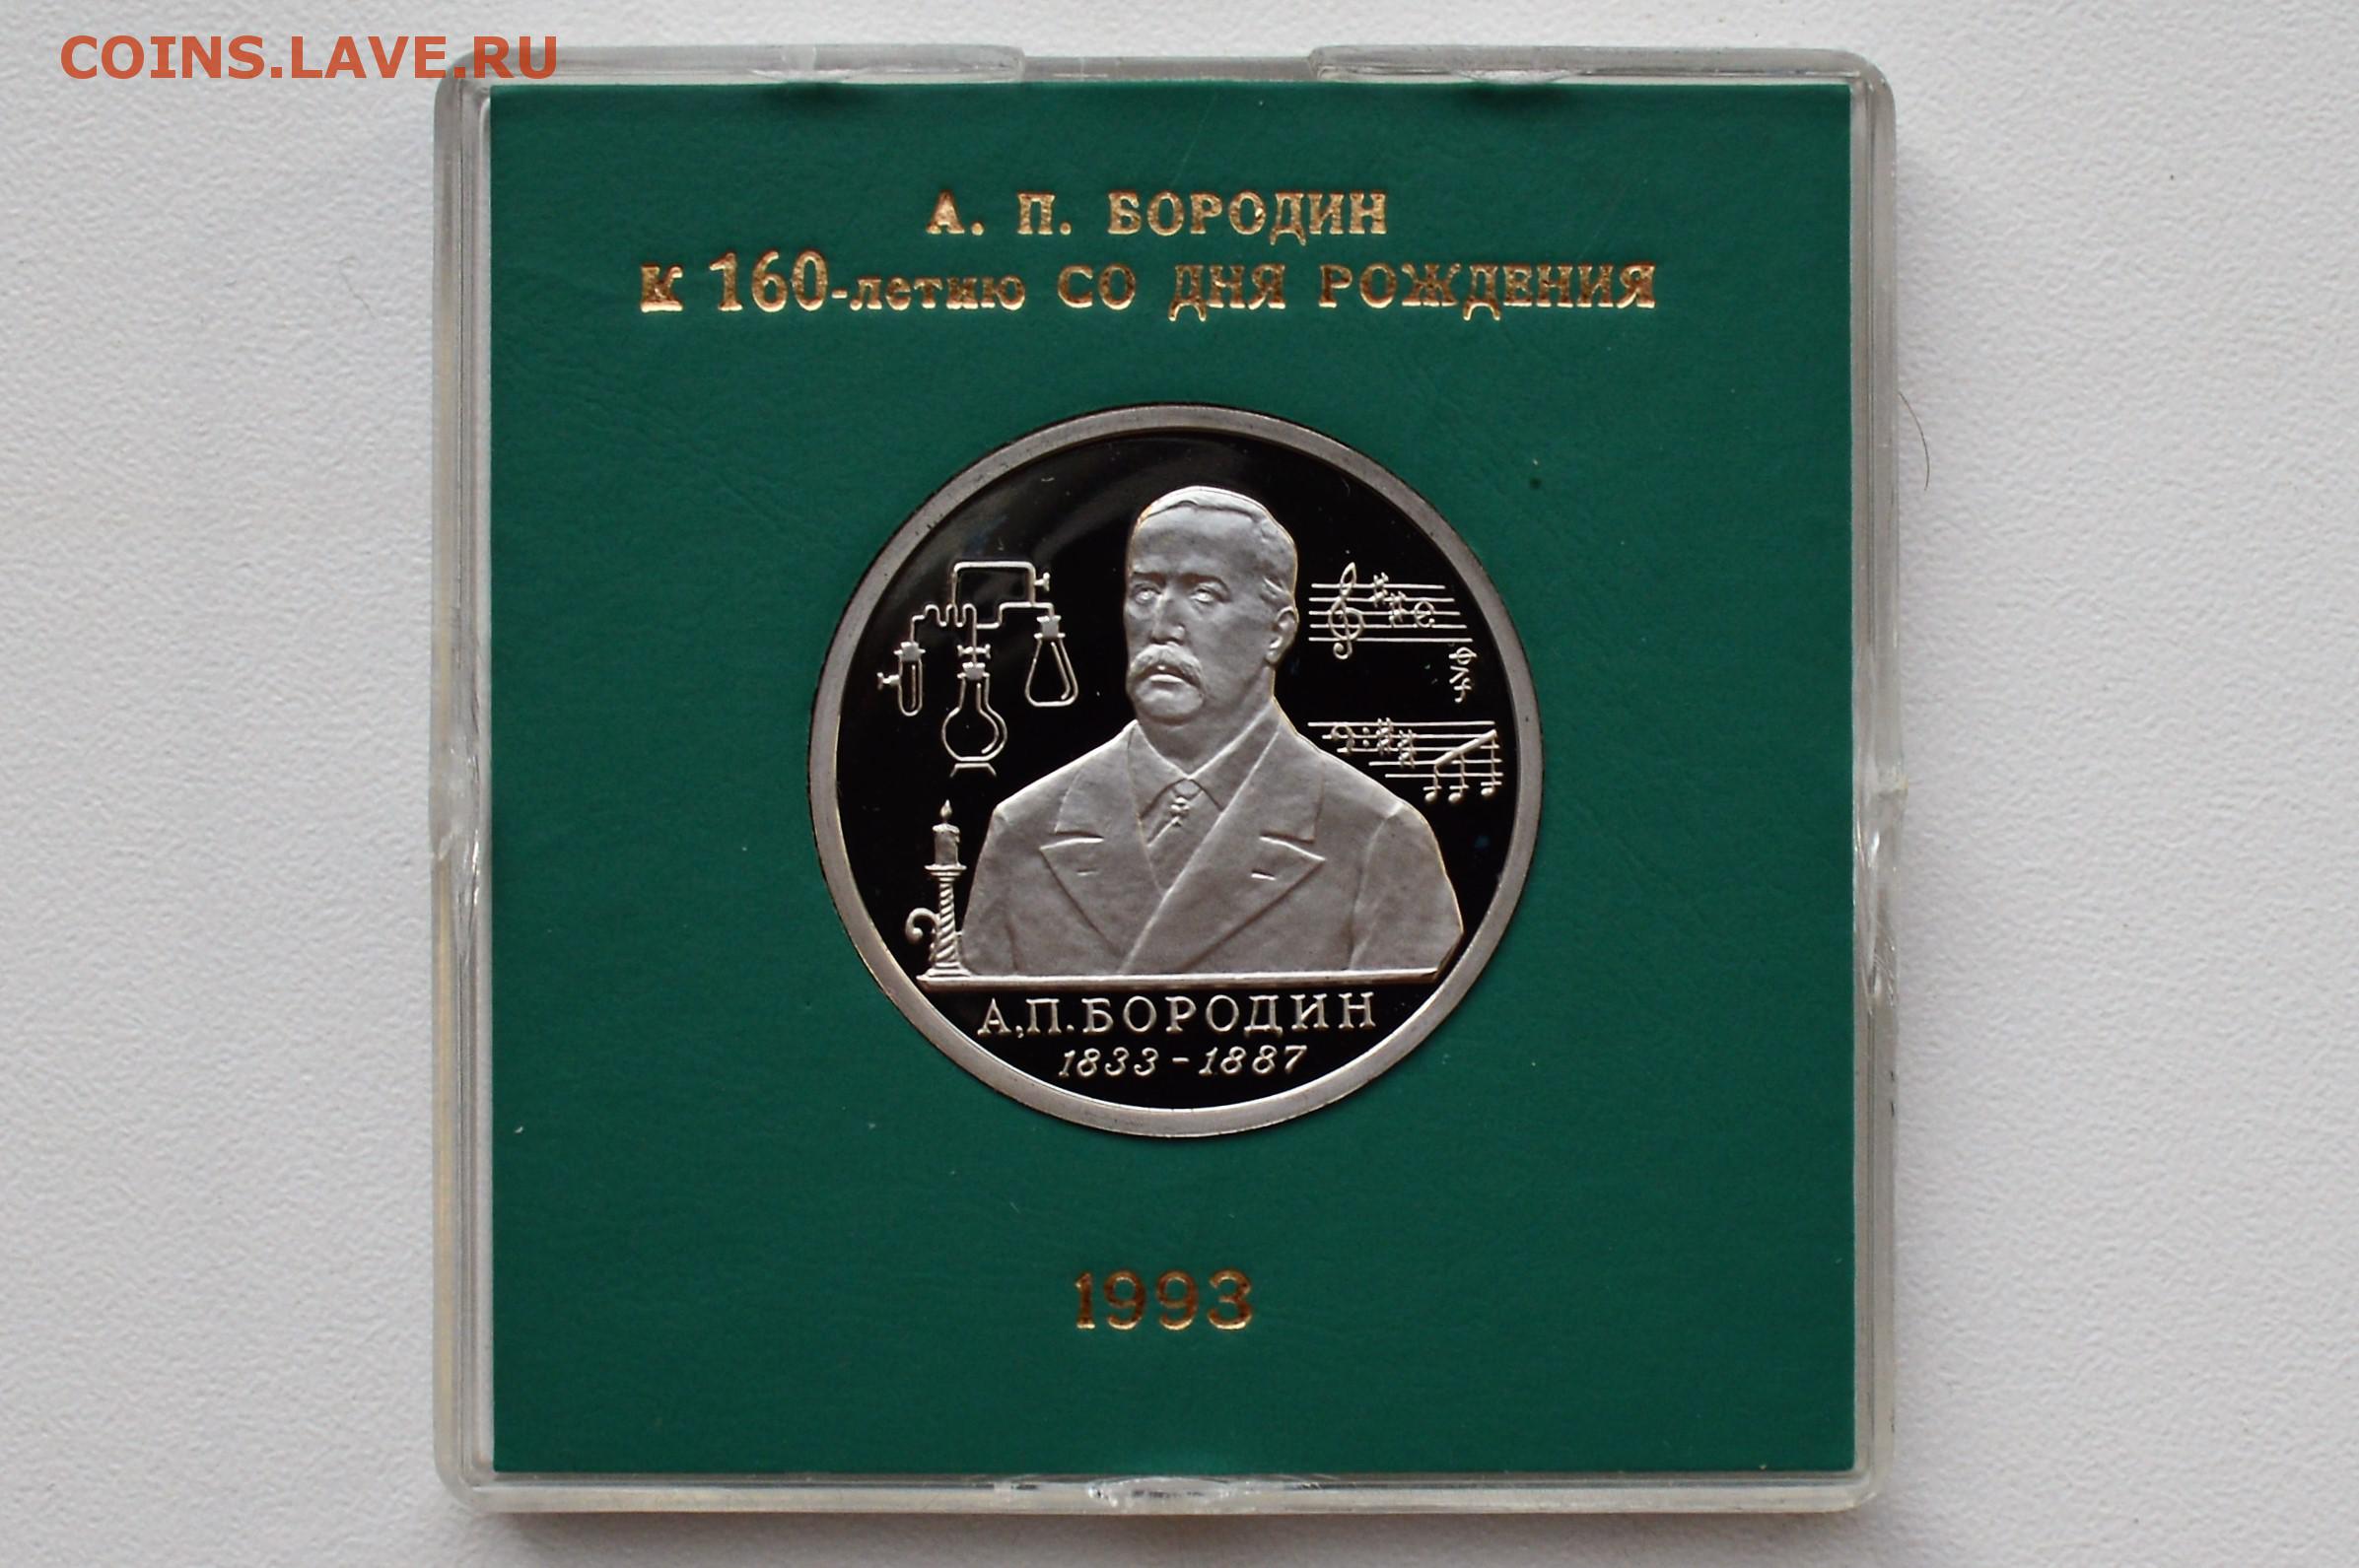 COINS.LAVE.RU
А. П. БОРОДИН
К 160-летию СО ДНЯ РОЖДЕНИЯ
А.П.БОРОДИН
1833-1887
1993